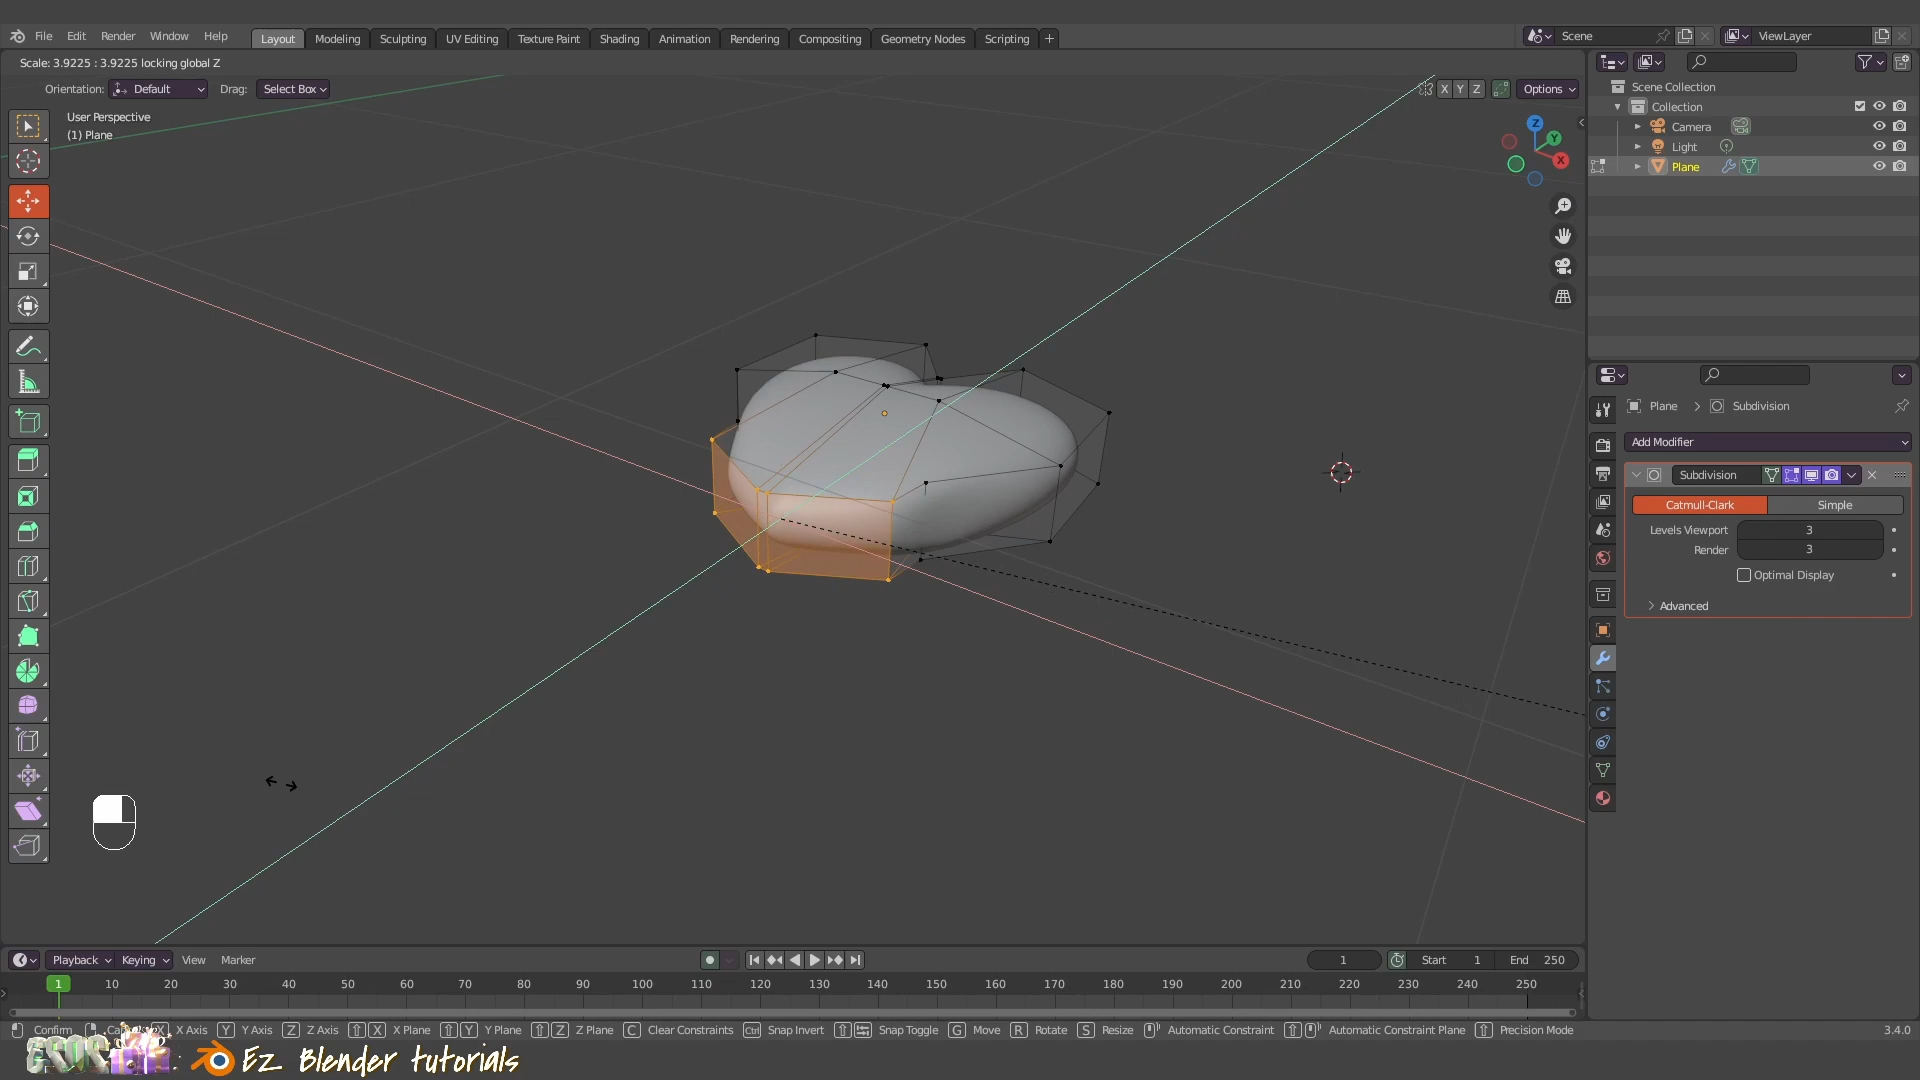 File Edit Render Window Help Layout Modeling Sculpting UV Editing Texture Paint Shading Animation Rendering Compositing Geometry Nodes Scripting + Scene ViewLayer
Scale: 3.9225 : 3.9225 locking global Z
Orientation: Default Drag: Select Box X Y Z Options
User Perspective
(1) Plane
Z
Y
X
Scene Collection
Collection
Camera
Light
Plane
Plane > Subdivision
Add Modifier
Subdivision
Catmull-Clark Simple
Levels Viewport 3
Render 3
Optimal Display
Advanced
Playback Keying View Marker 1 Start 1 End 250
1 10 20 30 40 50 60 70 80 90 100 110 120 130 140 150 160 170 180 190 200 210 220 230 240 250
Confirm X X Axis Y Y Axis Z Z Axis X X Plane Y Y Plane Z Z Plane C Clear Constraints Ctrl Snap Invert Snap Toggle G Move R Rotate S Resize Automatic Constraint Automatic Constraint Plane Precision Mode 3.4.0
Ez Blender tutorials